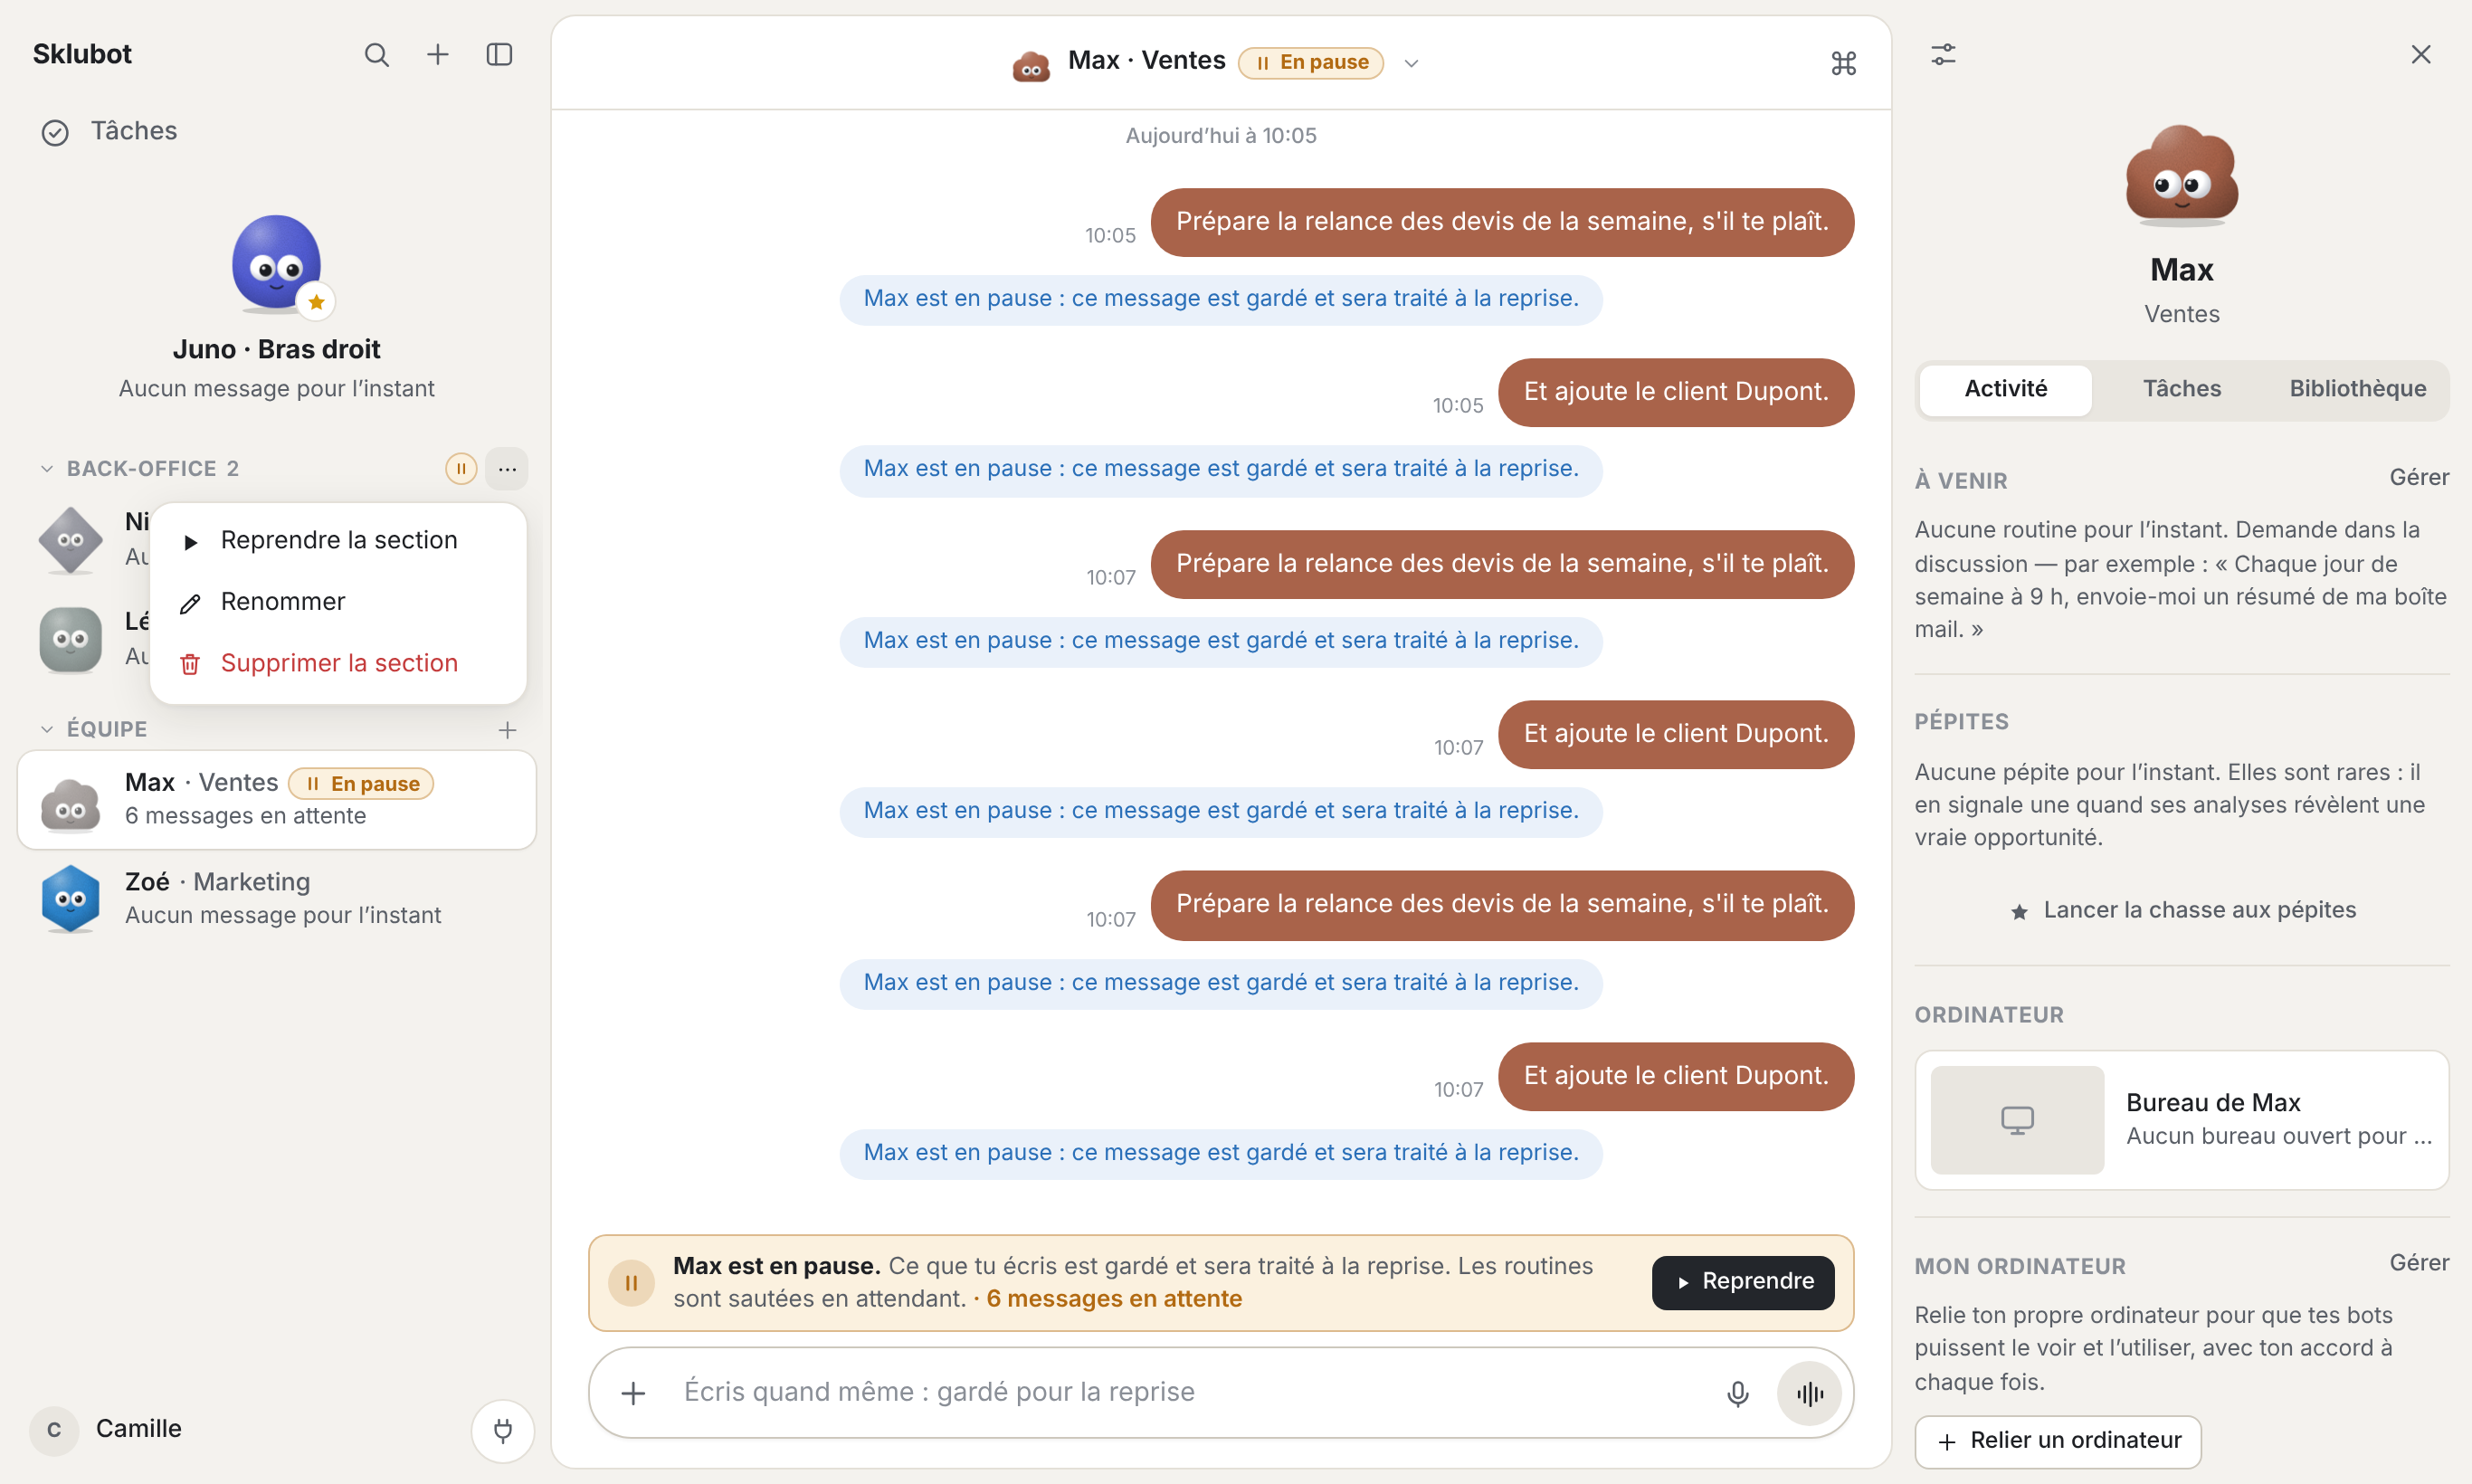 Sklubot
Tâches
Juno · Bras droit
Aucun message pour l’instant
BACK-OFFICE 2
Ni
Au
Reprendre la section
Renommer
Lé
Au
Supprimer la section
ÉQUIPE
Max · Ventes En pause
6 messages en attente
Zoé · Marketing
Aucun message pour l’instant
C Camille
Max · Ventes En pause
Aujourd’hui à 10:05
10:05 Prépare la relance des devis de la semaine, s'il te plaît.
Max est en pause : ce message est gardé et sera traité à la reprise.
10:05 Et ajoute le client Dupont.
Max est en pause : ce message est gardé et sera traité à la reprise.
10:07 Prépare la relance des devis de la semaine, s'il te plaît.
Max est en pause : ce message est gardé et sera traité à la reprise.
10:07 Et ajoute le client Dupont.
Max est en pause : ce message est gardé et sera traité à la reprise.
10:07 Prépare la relance des devis de la semaine, s'il te plaît.
Max est en pause : ce message est gardé et sera traité à la reprise.
10:07 Et ajoute le client Dupont.
Max est en pause : ce message est gardé et sera traité à la reprise.
Max est en pause. Ce que tu écris est gardé et sera traité à la reprise. Les routines
sont sautées en attendant. · 6 messages en attente
Reprendre
Écris quand même : gardé pour la reprise
Max
Ventes
Activité Tâches Bibliothèque
À VENIR Gérer
Aucune routine pour l’instant. Demande dans la
discussion — par exemple : « Chaque jour de
semaine à 9 h, envoie-moi un résumé de ma boîte
mail. »
PÉPITES
Aucune pépite pour l’instant. Elles sont rares : il
en signale une quand ses analyses révèlent une
vraie opportunité.
Lancer la chasse aux pépites
ORDINATEUR
Bureau de Max
Aucun bureau ouvert pour ...
MON ORDINATEUR Gérer
Relie ton propre ordinateur pour que tes bots
puissent le voir et l’utiliser, avec ton accord à
chaque fois.
Relier un ordinateur